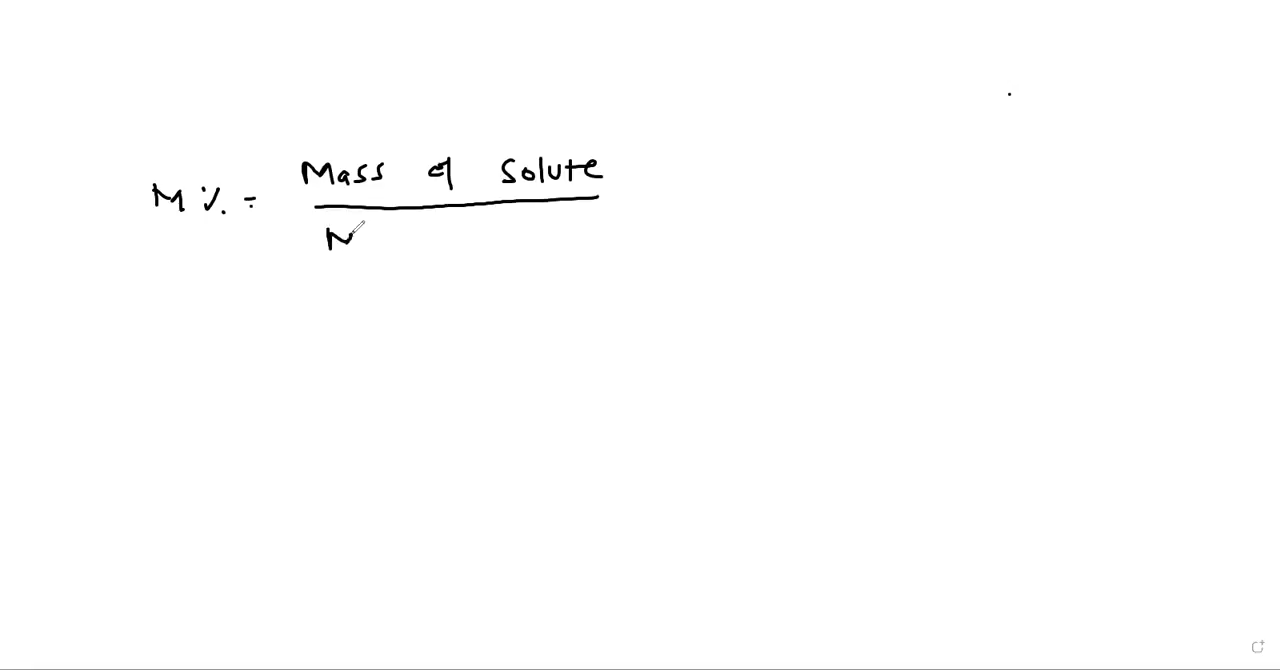 Mass of Solute
M % =